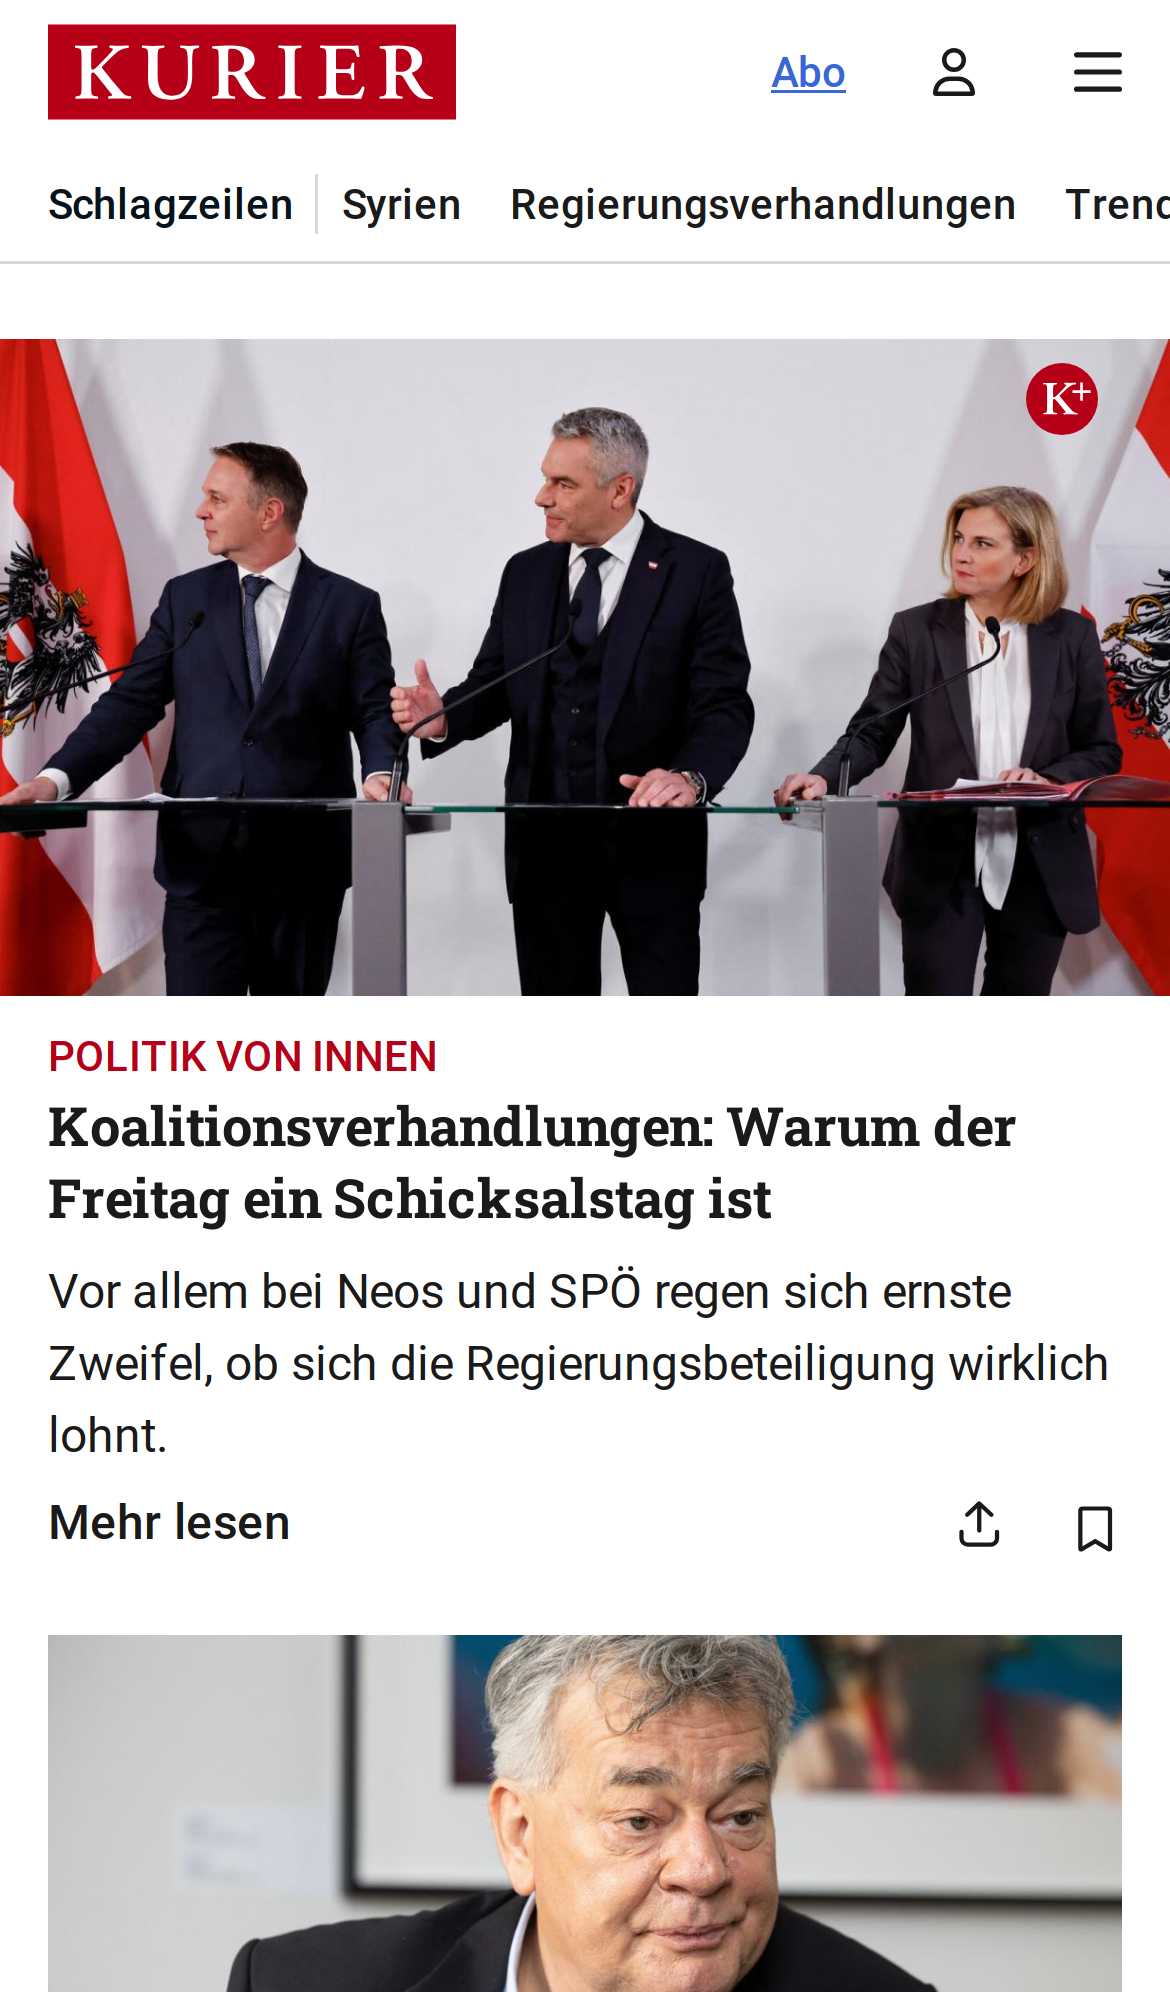 KURIER
Abo
Schlagzeilen
Syrien
Regierungsverhandlungen
Trend
K+
POLITIK VON INNEN
Koalitionsverhandlungen: Warum der
Freitag ein Schicksalstag ist
Vor allem bei Neos und SPÖ regen sich ernste
Zweifel, ob sich die Regierungsbeteiligung wirklich
lohnt.
Mehr lesen